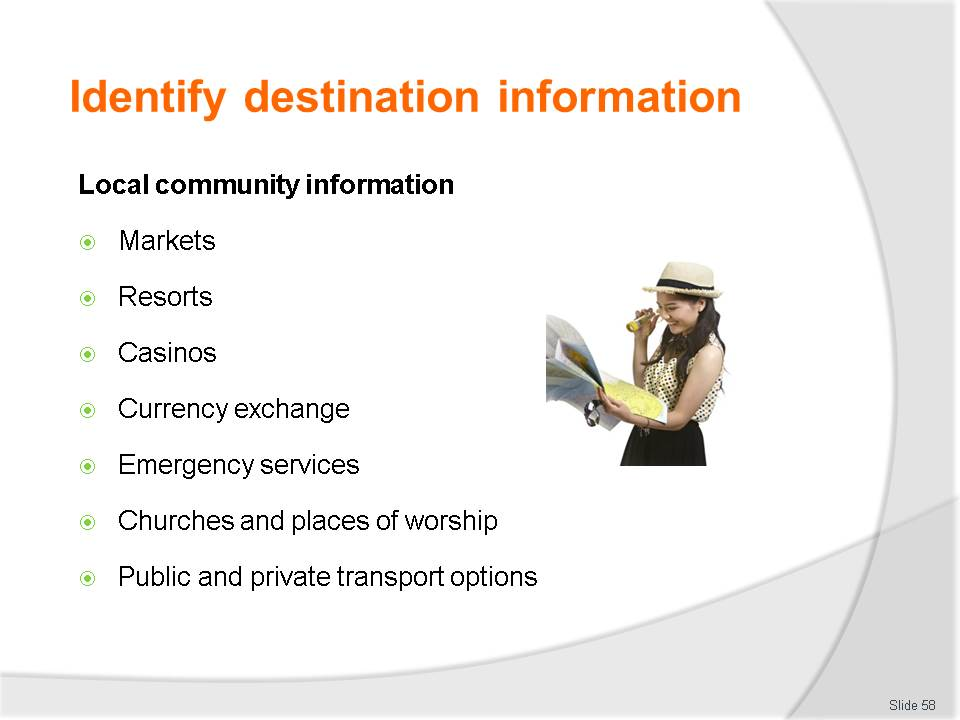 Identify destination information
Local community information
Markets
Resorts
Casinos
Currency exchange
Emergency services
Churches and places of worship
Public and private transport options
Slide 58